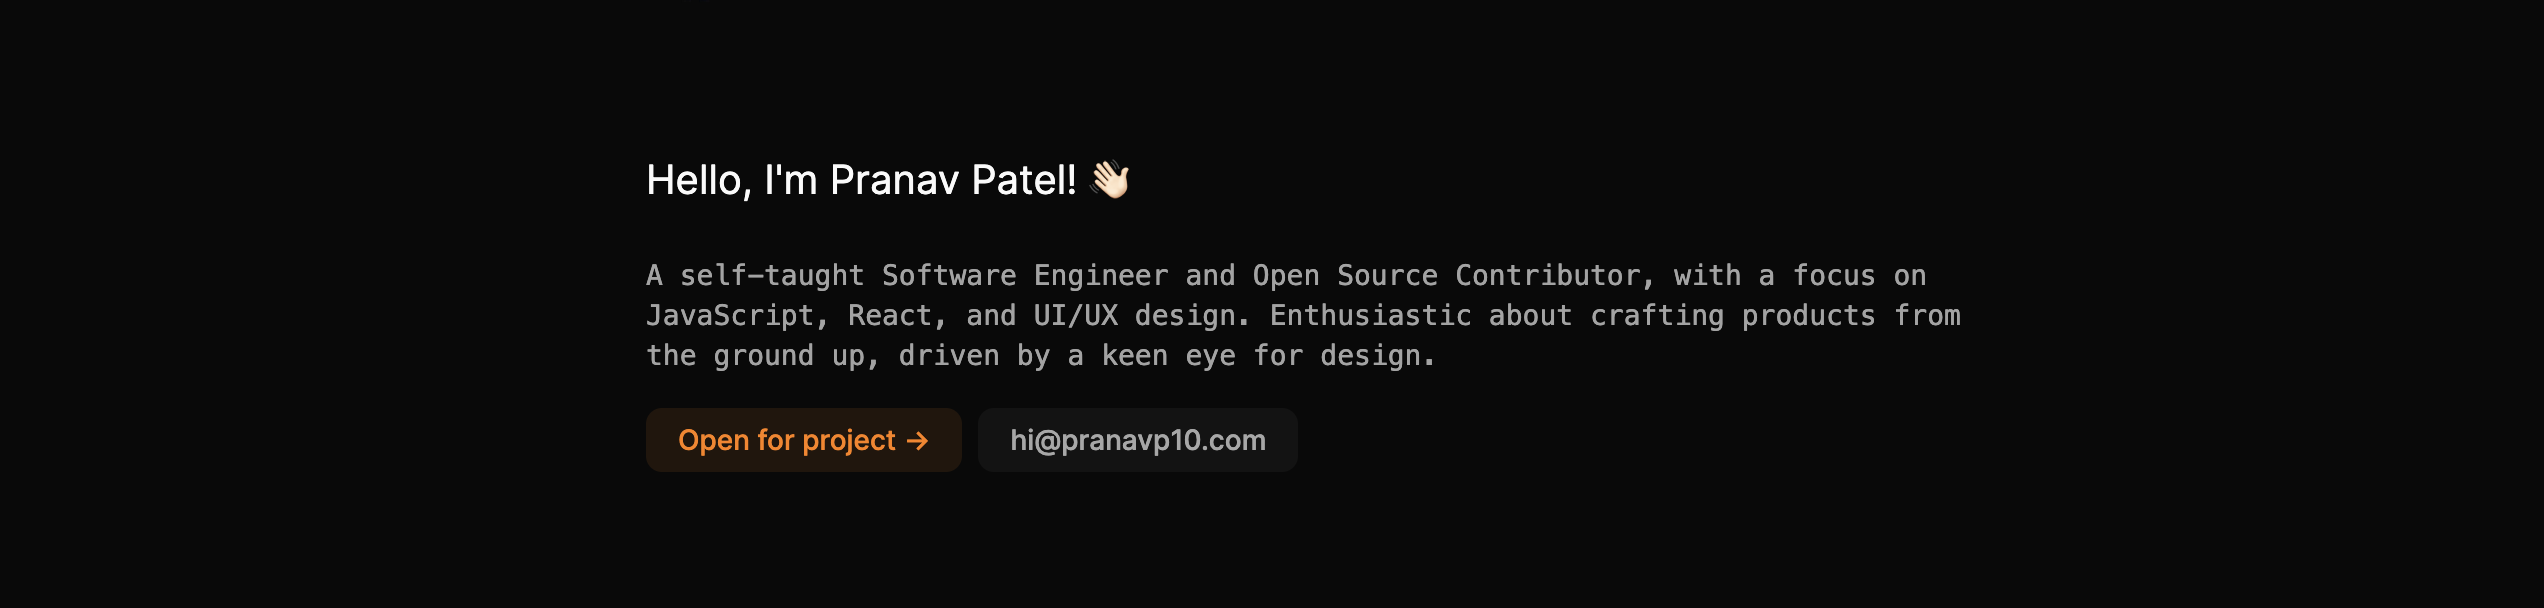 Hello, I'm Pranav Patel! 👋🏻
A self-taught Software Engineer and Open Source Contributor, with a focus on
JavaScript, React, and UI/UX design. Enthusiastic about crafting products from
the ground up, driven by a keen eye for design.
Open for project →
hi@pranavp10.com